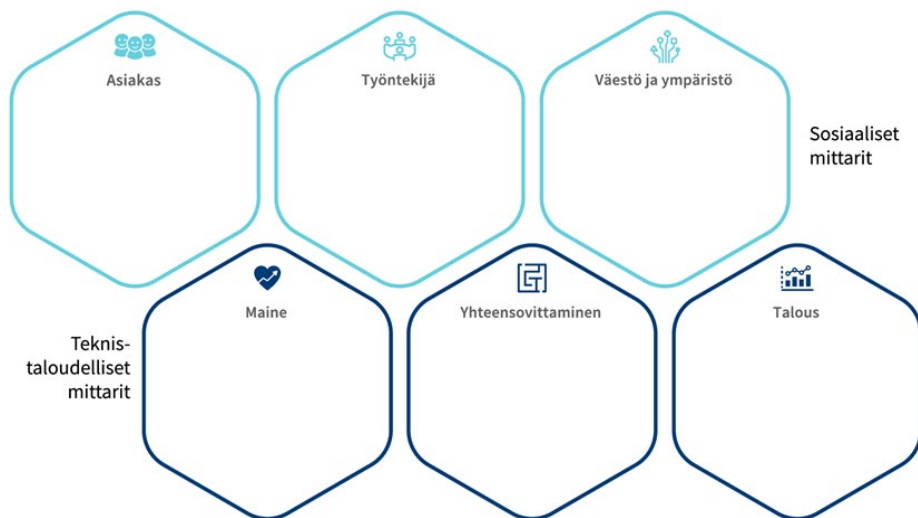 Asiakas
Työntekijä
Väestö ja ympäristö
Sosiaaliset
mittarit
Maine
Yhteensovittaminen
Talous
Teknis-
taloudelliset
mittarit